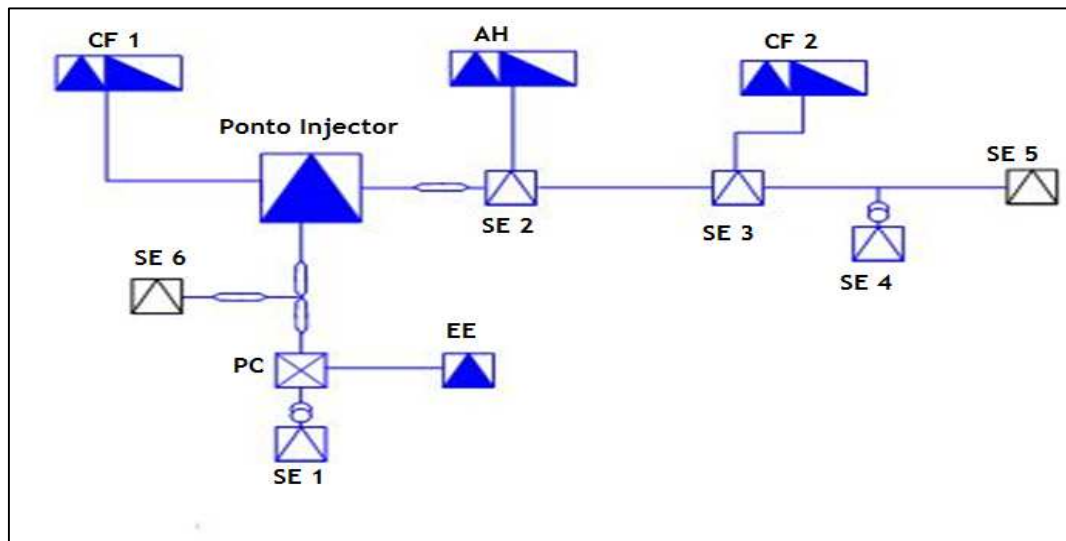 CF 1
AH
CF 2
Ponto Injector
SE 5
SE 2
SE 3
SE 6
SE 4
EE
PC
SE 1